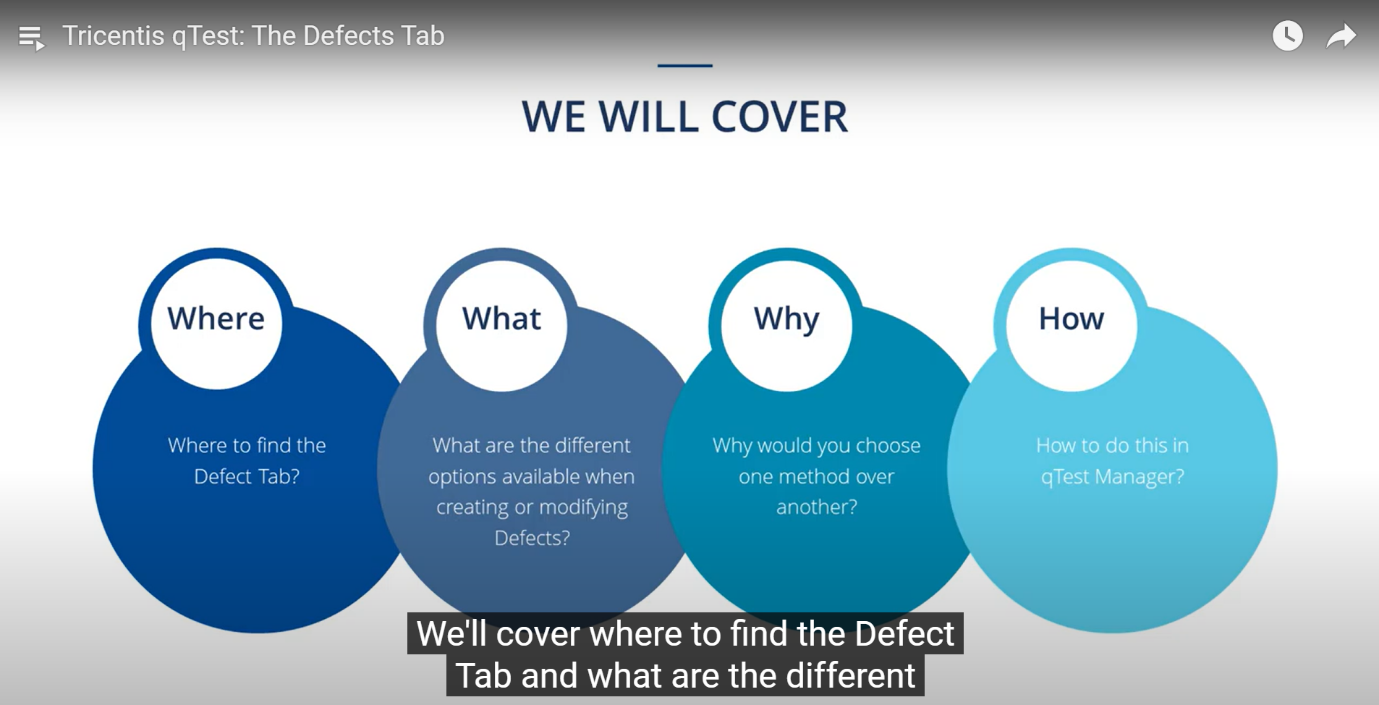 Tricentis qTest: The Defects Tab
WE WILL COVER
Where
Where to find the
Defect Tab?
What
What are the different
options available when
creating or modifying
Defects?
Why
Why would you choose
one method over
another?
How
How to do this in
qTest Manager?
We'll cover where to find the Defect
Tab and what are the different